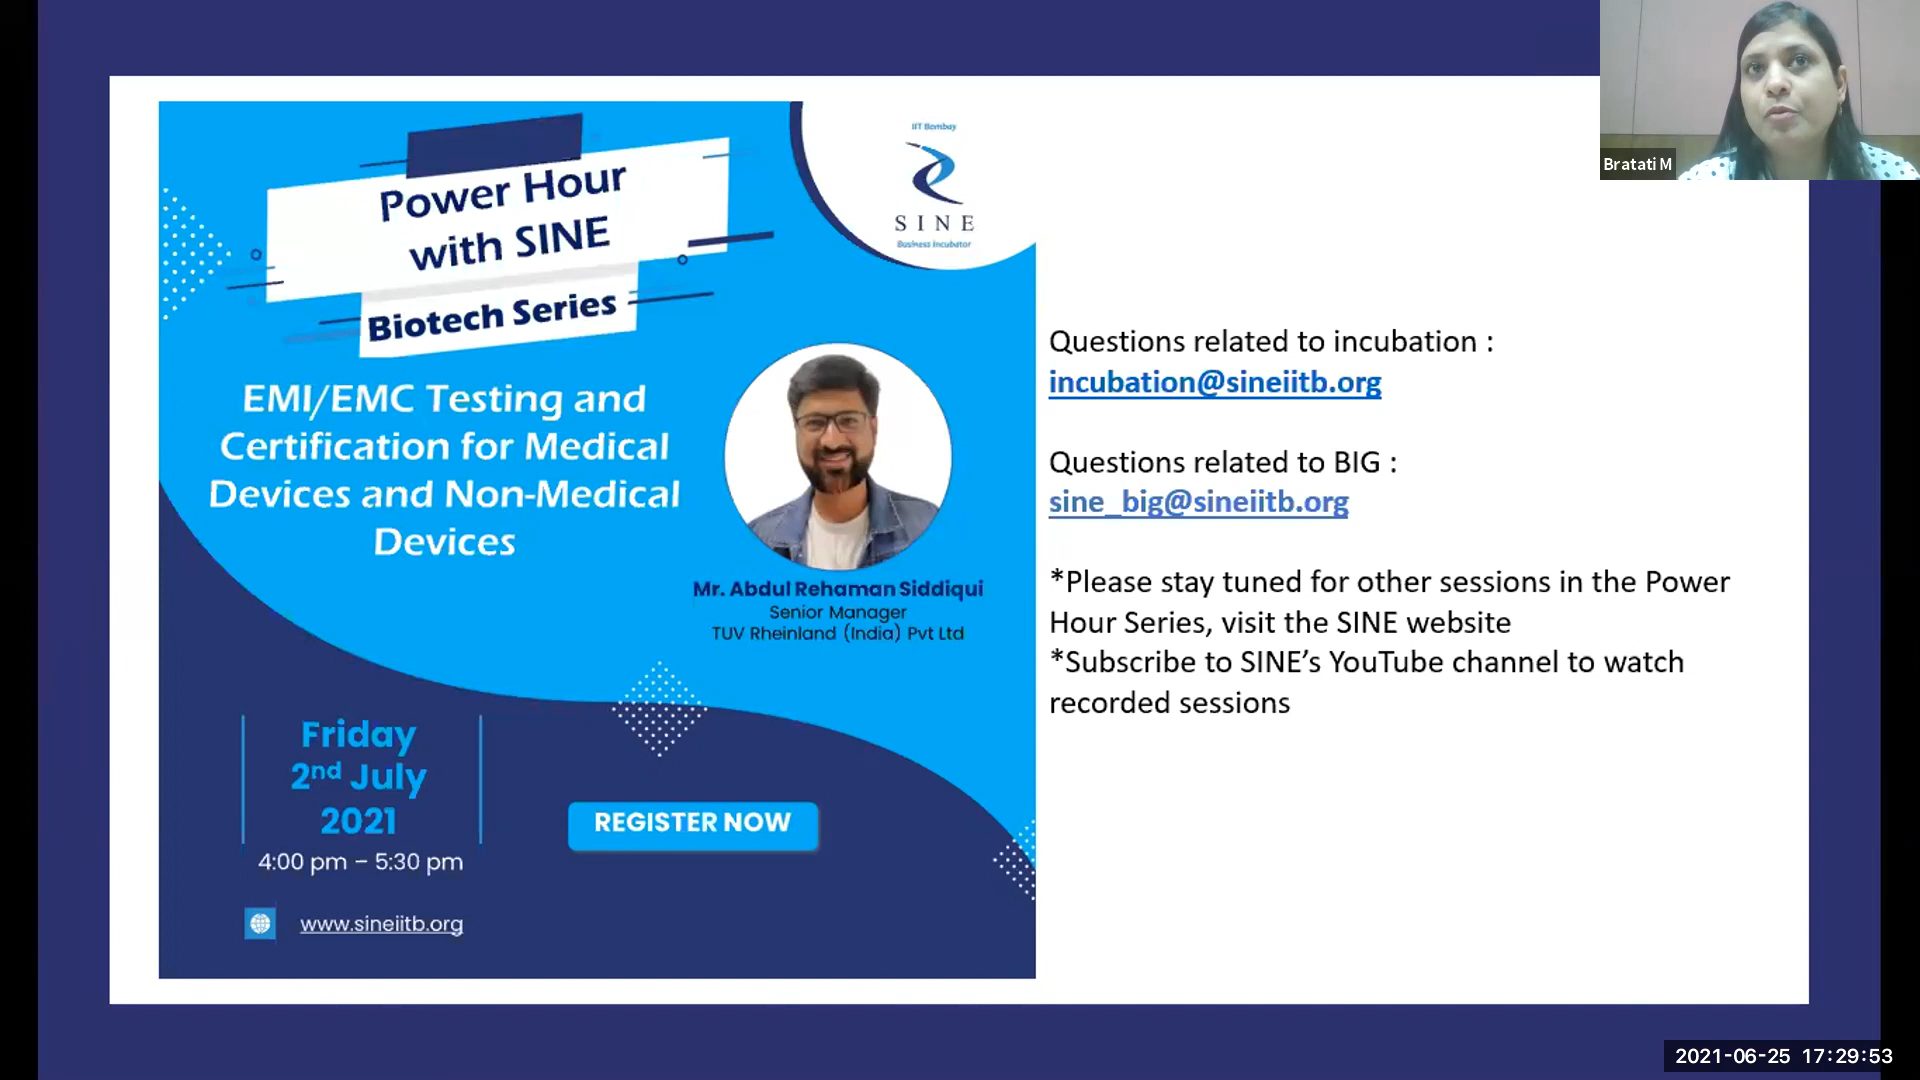 Power Hour
with SINE
Biotech Series
IIT Bombay
SINE
Business Incubator
EMI/EMC Testing and
Certification for Medical
Devices and Non-Medical
Devices
Mr. Abdul Rehaman Siddiqui
Senior Manager
TUV Rheinland (India) Pvt Ltd
Friday
2nd July
2021
4:00 pm – 5:30 pm
REGISTER NOW
www.sineiitb.org
Questions related to incubation :
incubation@sineiitb.org
Questions related to BIG :
sine_big@sineiitb.org
*Please stay tuned for other sessions in the Power
Hour Series, visit the SINE website
*Subscribe to SINE’s YouTube channel to watch
recorded sessions
Bratati M
2021-06-25 17:29:53